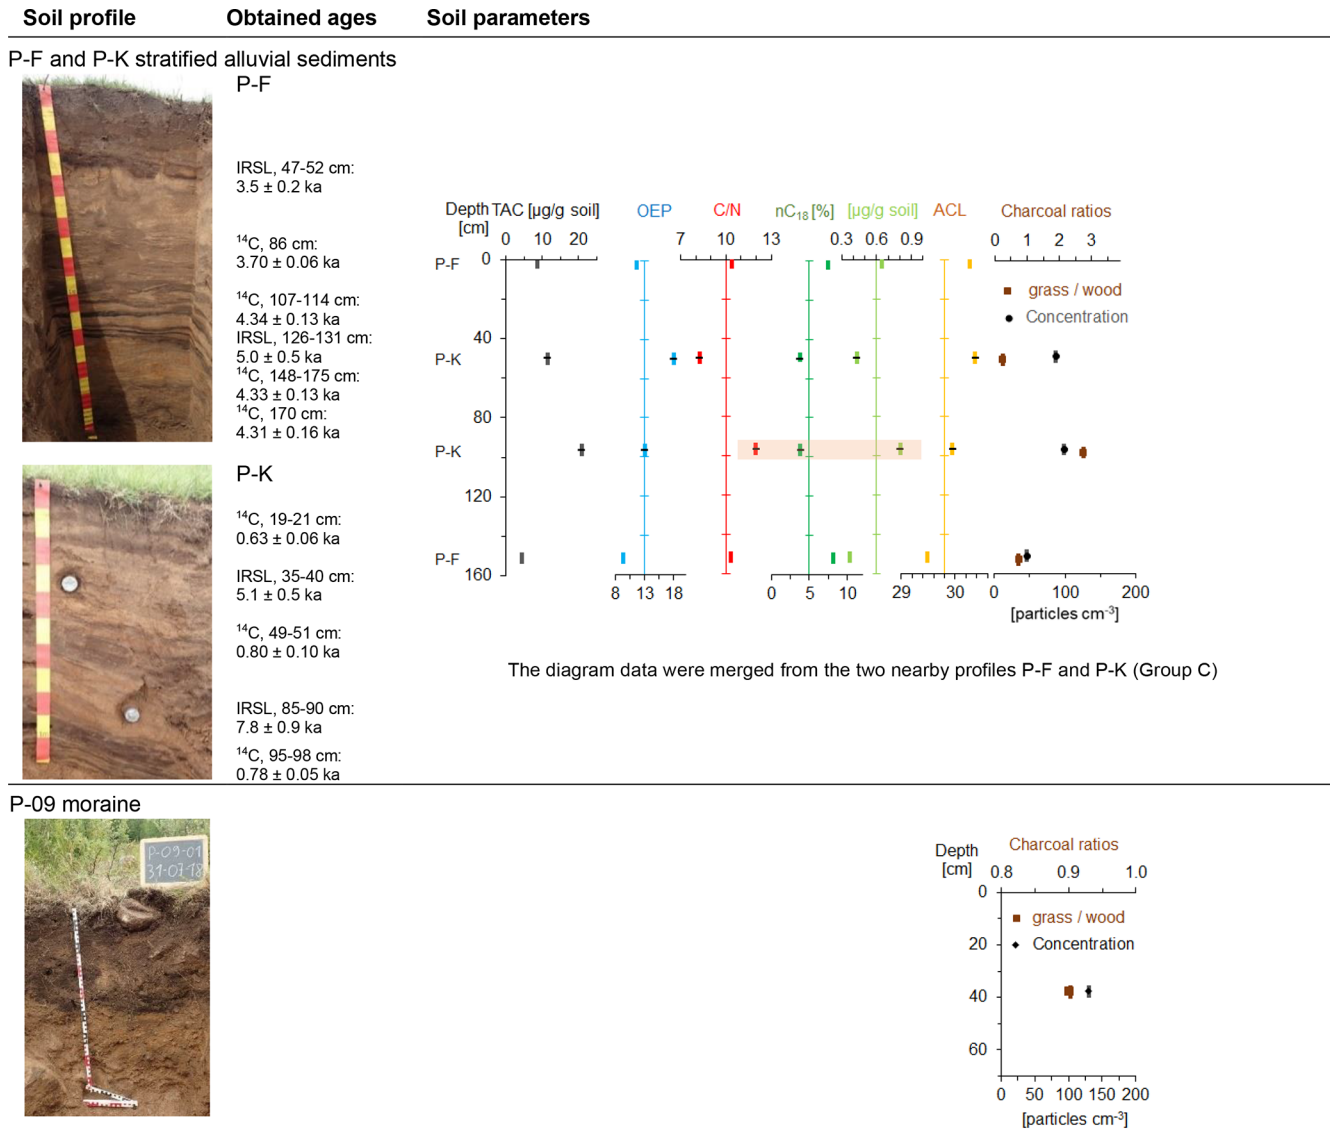 Soil profile Obtained ages Soil parameters
P-F and P-K stratified alluvial sediments
P-F
IRSL, 47-52 cm:
3.5 ± 0.2 ka
¹⁴C, 86 cm:
3.70 ± 0.06 ka
¹⁴C, 107-114 cm:
4.34 ± 0.13 ka
IRSL, 126-131 cm:
5.0 ± 0.5 ka
¹⁴C, 148-175 cm:
4.33 ± 0.13 ka
¹⁴C, 170 cm:
4.31 ± 0.16 ka
P-K
¹⁴C, 19-21 cm:
0.63 ± 0.06 ka
IRSL, 35-40 cm:
5.1 ± 0.5 ka
¹⁴C, 49-51 cm:
0.80 ± 0.10 ka
IRSL, 85-90 cm:
7.8 ± 0.9 ka
¹⁴C, 95-98 cm:
0.78 ± 0.05 ka
Depth TAC [µg/g soil] OEP C/N nC₁₈ [%] [µg/g soil] ACL Charcoal ratios
[cm]
0 10 20 7 10 13 0.3 0.6 0.9 0 1 2 3
0 P-F
grass / wood
Concentration
40
P-K
80
P-K
120
P-F
160
8 13 18 0 5 10 29 30 0 100 200
[particles cm⁻³]
The diagram data were merged from the two nearby profiles P-F and P-K (Group C)
P-09 moraine
P-09-01
31-07-18
Depth Charcoal ratios
[cm] 0.8 0.9 1.0
0
grass / wood
20
Concentration
40
60
0 50 100 150 200
[particles cm⁻³]